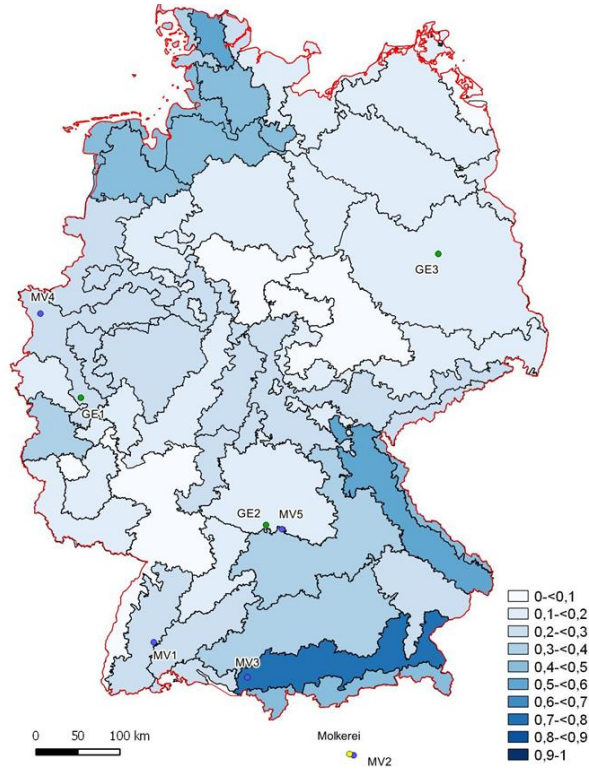 MV4
GE3
GE1
GE2
MV5
MV1
MV3
0-<0,1
0,1-<0,2
0,2-<0,3
0,3-<0,4
0,4-<0,5
0,5-<0,6
0,6-<0,7
0,7-<0,8
0,8-<0,9
0,9-1
0 50 100 km
Molkerei
MV2